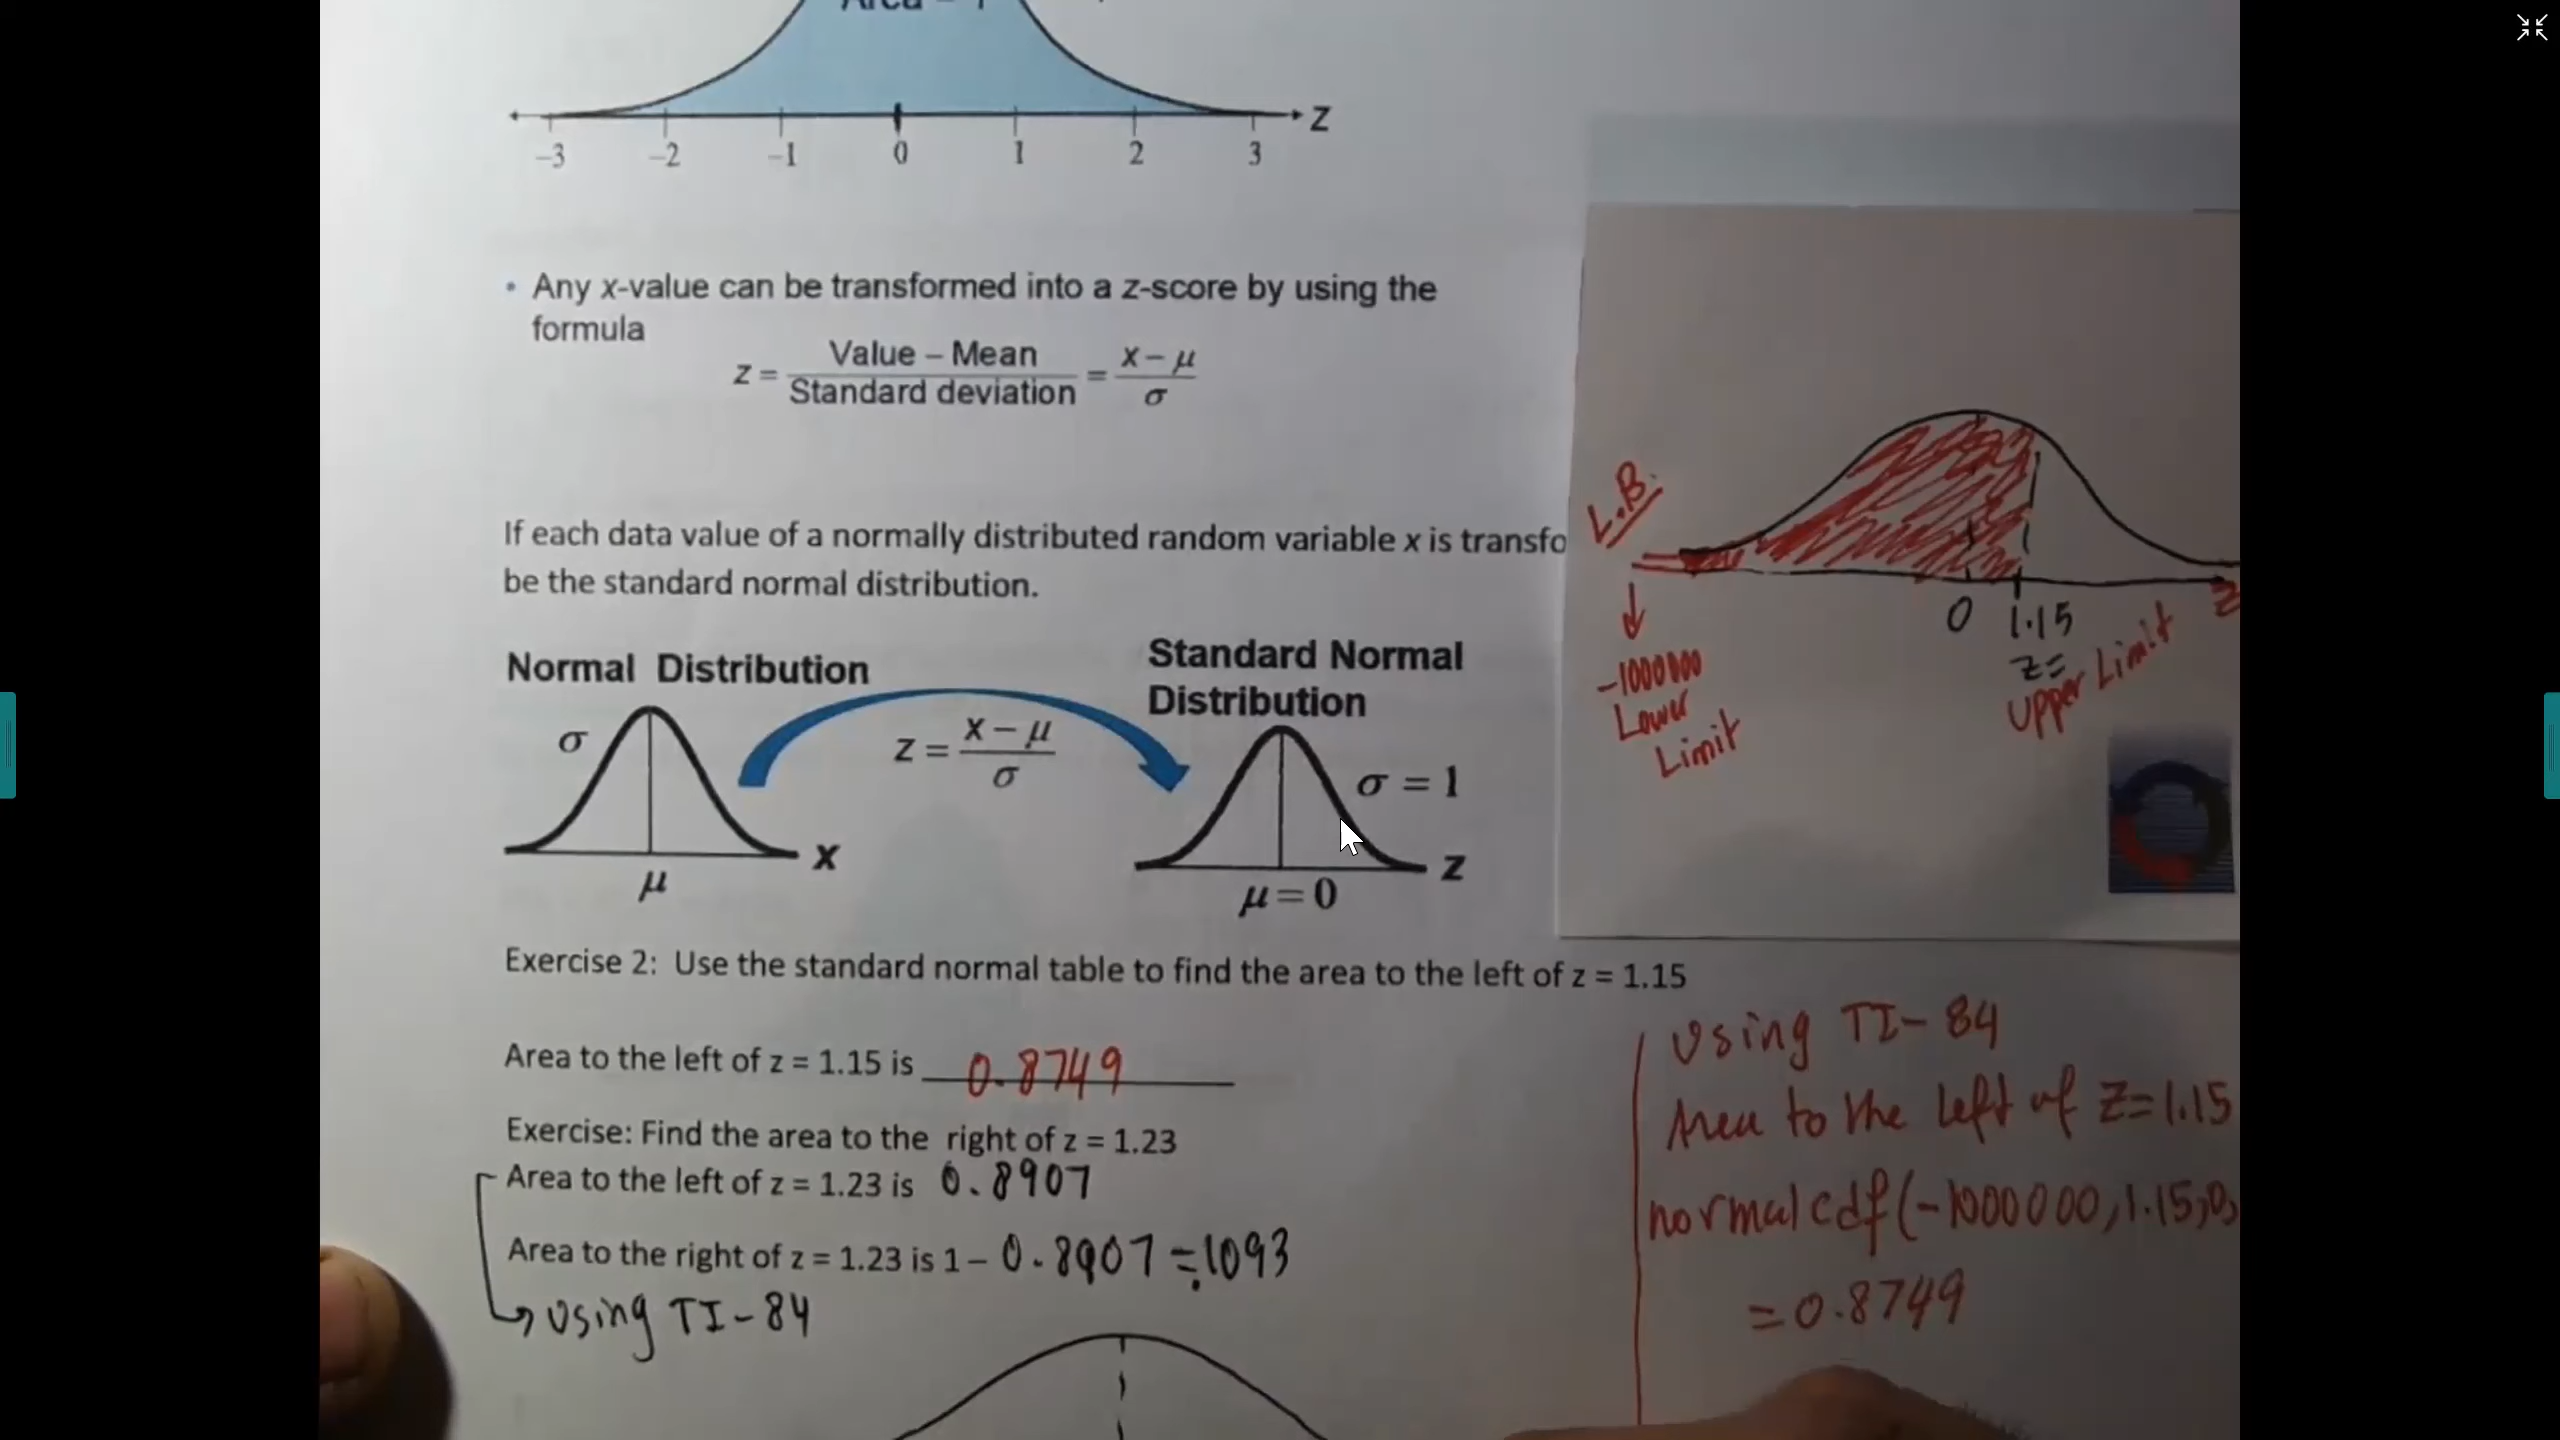 Area = 1
Z
-3 -2 -1 0 1 2 3
• Any x-value can be transformed into a z-score by using the
formula
z = Value – Mean / Standard deviation = x – μ / σ
If each data value of a normally distributed random variable x is transfo
be the standard normal distribution.
Normal Distribution
σ
μ
x
z = x – μ / σ
Standard Normal
Distribution
σ = 1
z
μ = 0
L.B.
-1000000
Lower
Limit
0 1.15
z=
Upper Limit
Z
Exercise 2: Use the standard normal table to find the area to the left of z = 1.15
Area to the left of z = 1.15 is 0.8749
Exercise: Find the area to the right of z = 1.23
Area to the left of z = 1.23 is 0.8907
Area to the right of z = 1.23 is 1 – 0.8907 = .1093
Using TI-84
Using TI-84
Area to the left of Z=1.15
normalcdf(-1000000,1.15,0,
= 0.8749